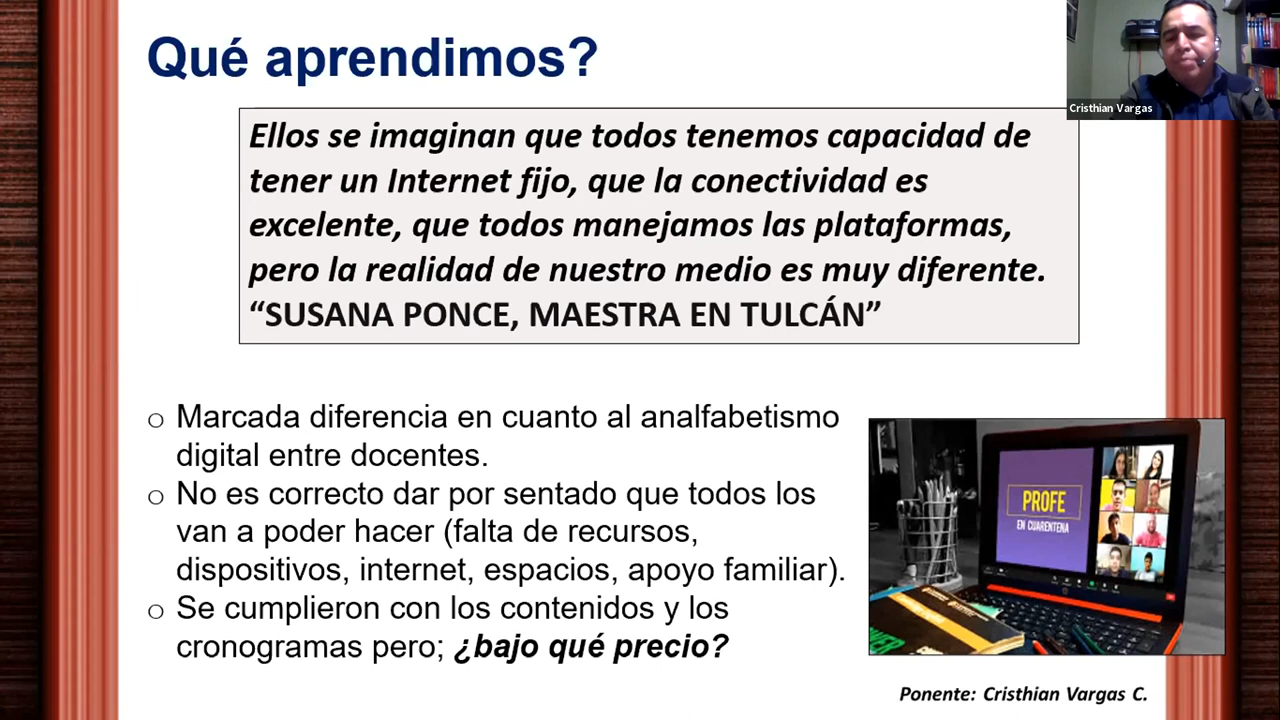 Qué aprendimos?
Cristhian Vargas
Ellos se imaginan que todos tenemos capacidad de
tener un Internet fijo, que la conectividad es
excelente, que todos manejamos las plataformas,
pero la realidad de nuestro medio es muy diferente.
“SUSANA PONCE, MAESTRA EN TULCÁN”
o Marcada diferencia en cuanto al analfabetismo
digital entre docentes.
o No es correcto dar por sentado que todos los
van a poder hacer (falta de recursos,
dispositivos, internet, espacios, apoyo familiar).
o Se cumplieron con los contenidos y los
cronogramas pero; ¿bajo qué precio?
PROFE
EN CUARENTENA
Ponente: Cristhian Vargas C.